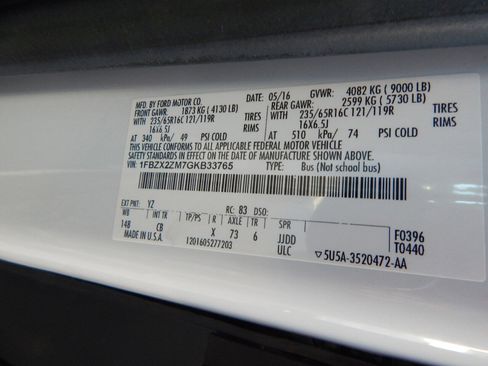 MFD. BY FORD MOTOR CO. DATE: 05/16 GVWR: 4082 KG ( 9000 LB)
FRONT GAWR: 1873 KG ( 4130 LB) REAR GAWR: 2599 KG ( 5730 LB)
WITH 235/65R16C 121/119R TIRES WITH 235/65R16C 121/119R TIRES
16X6.5J RIMS 16X6.5J RIMS
AT 340 kPa/ 49 PSI COLD AT 510 kPa/ 74 PSI COLD
THIS VEHICLE CONFORMS TO ALL APPLICABLE FEDERAL MOTOR VEHICLE
SAFETY STANDARDS IN EFFECT ON THE DATE OF MANUFACTURE SHOWN ABOVE.
VIN: 1FBZX2ZM7GKB33765 TYPE: Bus (Not school bus)
EXT PNT: YZ RC: 83 DSO:
WB INT TR TP/PS R AXLE TR SPR
148 CB X 73 6 JJDD F0396
MADE IN U.S.A. 1201605277203 ULC T0440
▽5U5A-3520472-AA